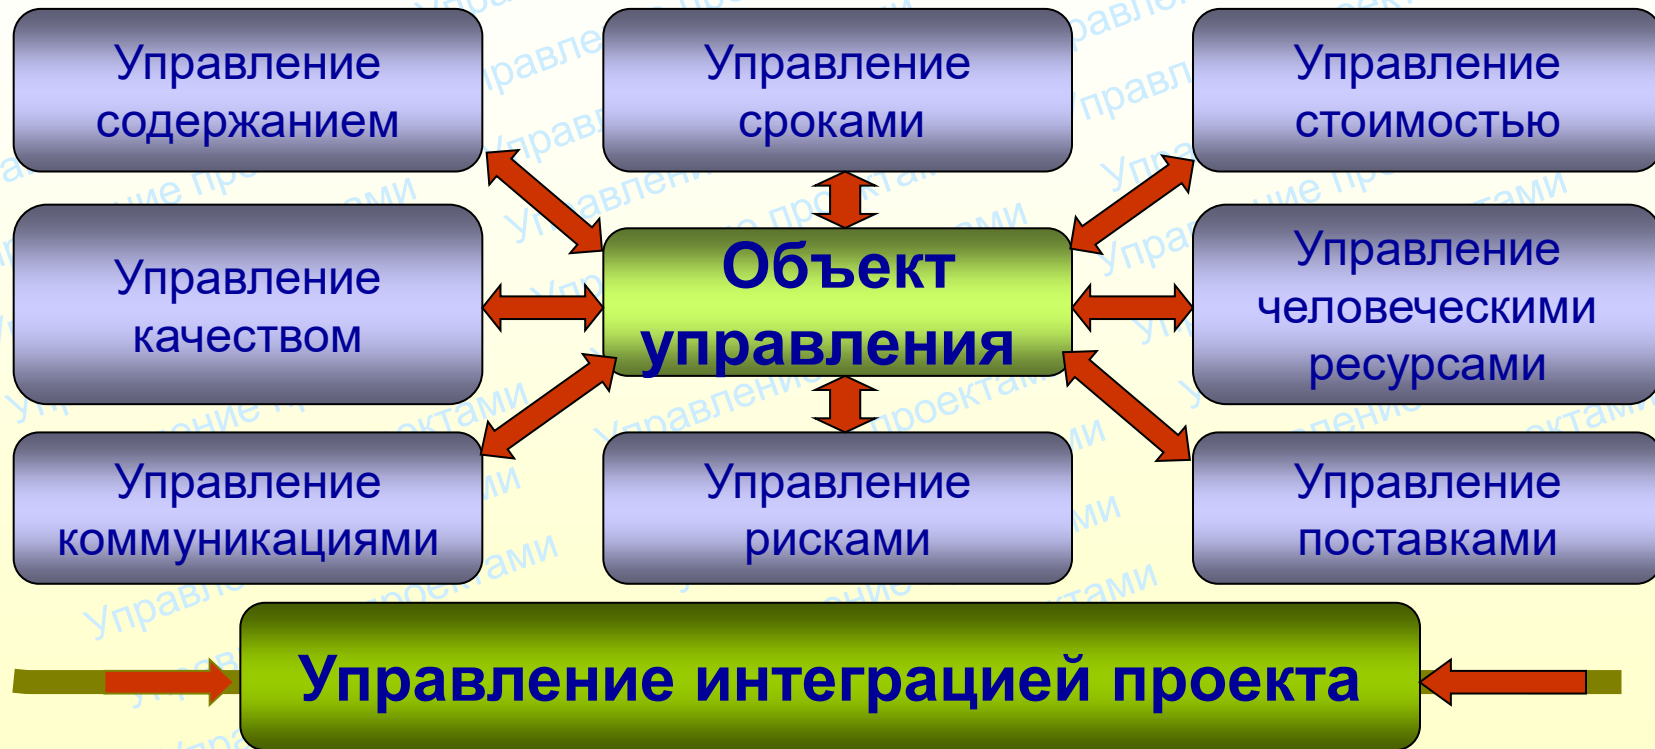 Управление
содержанием
Управление
сроками
Управление
стоимостью
Управление
качеством
Объект
управления
Управление
человеческими
ресурсами
Управление
коммуникациями
Управление
рисками
Управление
поставками
Управление интеграцией проекта